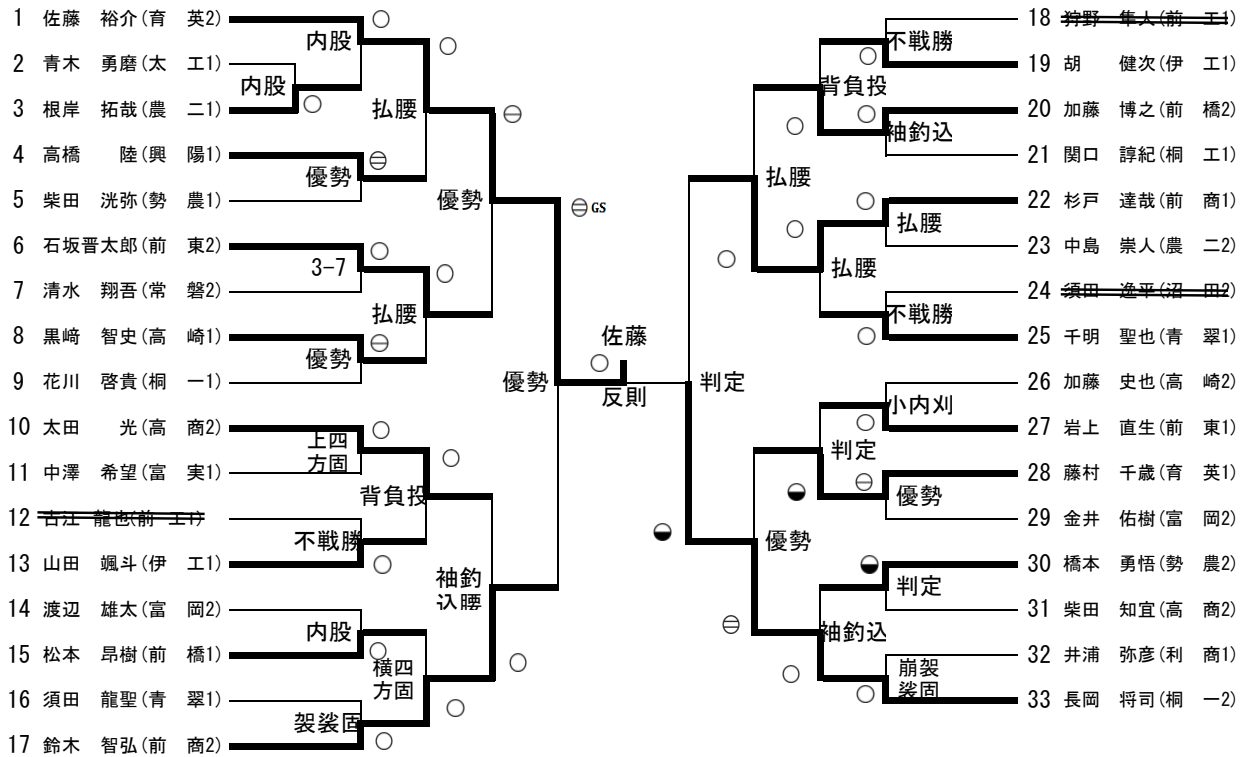 1 佐藤 裕介(育 英2)
2 青木 勇磨(太 工1)
3 根岸 拓哉(農 二1)
4 高橋 陸(興 陽1)
5 柴田 洸弥(勢 農1)
6 石坂晋太郎(前 東2)
7 清水 翔吾(常 磐2)
8 黒﨑 智史(高 崎1)
9 花川 啓貴(桐 一1)
10 太田 光(高 商2)
11 中澤 希望(富 実1)
12 古江 龍也(前 工1)
13 山田 颯斗(伊 工1)
14 渡辺 雄太(富 岡2)
15 松本 昂樹(前 橋1)
16 須田 龍聖(青 翠1)
17 鈴木 智弘(前 商2)
内股
内股
払腰
優勢
優勢
3-7
払腰
優勢
上四
方固
背負投
不戦勝
袖釣
込腰
内股
横四
方固
袈裟固
優勢
GS
佐藤
反則
判定
払腰
優勢
背負投
払腰
判定
袖釣込
不戦勝
袖釣込
払腰
不戦勝
小内刈
優勢
判定
崩袈
裟固
18 狩野 隼人(前 工1)
19 胡 健次(伊 工1)
20 加藤 博之(前 橋2)
21 関口 諄紀(桐 工1)
22 杉戸 達哉(前 商1)
23 中島 崇人(農 二2)
24 須田 逸平(沼 田2)
25 千明 聖也(青 翠1)
26 加藤 史也(高 崎2)
27 岩上 直生(前 東1)
28 藤村 千歳(育 英1)
29 金井 佑樹(富 岡2)
30 橋本 勇悟(勢 農2)
31 柴田 知宜(高 商2)
32 井浦 弥彦(利 商1)
33 長岡 将司(桐 一2)